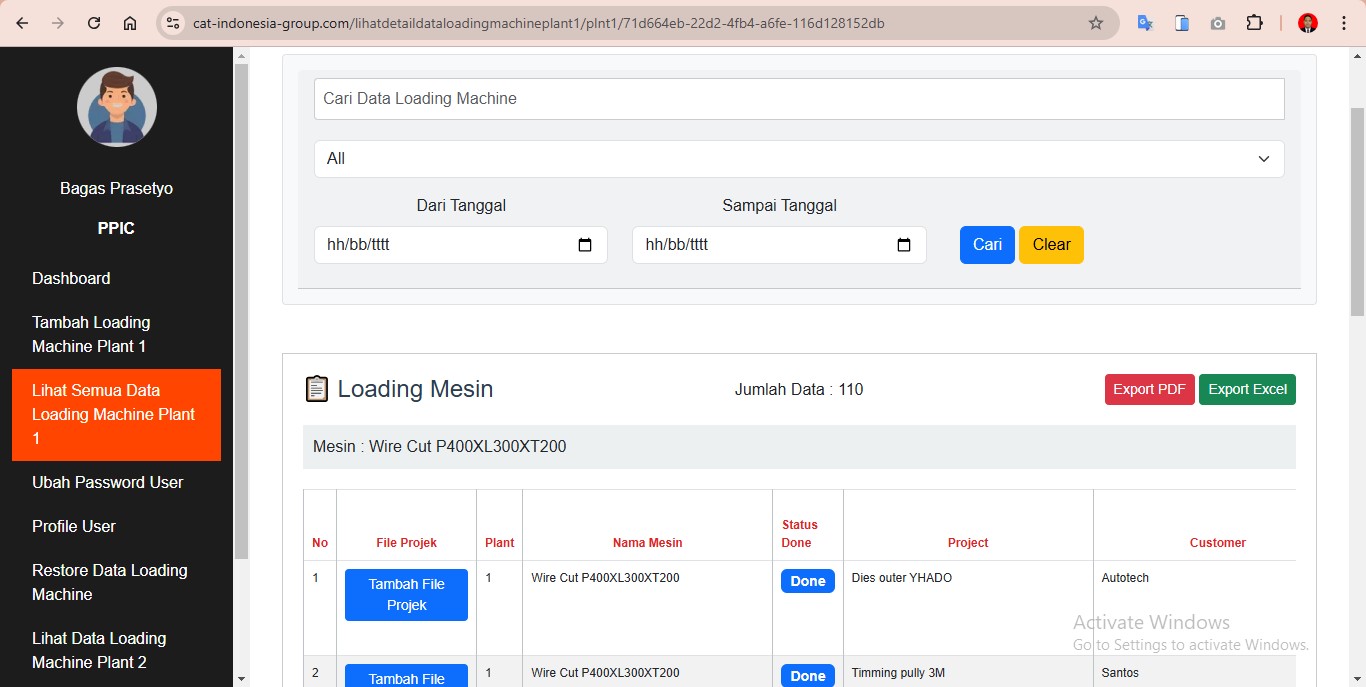 cat-indonesia-group.com/lihatdetaildataloadingmachineplant1/plnt1/71d664eb-22d2-4fb4-a6fe-116d128152db
Bagas Prasetyo
PPIC
Dashboard
Tambah Loading
Machine Plant 1
Lihat Semua Data
Loading Machine Plant
1
Ubah Password User
Profile User
Restore Data Loading
Machine
Lihat Data Loading
Machine Plant 2
Cari Data Loading Machine
All
Dari Tanggal Sampai Tanggal
hh/bb/tttt hh/bb/tttt Cari Clear
Loading Mesin Jumlah Data : 110 Export PDF Export Excel
Mesin : Wire Cut P400XL300XT200
No File Projek Plant Nama Mesin Status Done Project Customer
1 Tambah File Projek 1 Wire Cut P400XL300XT200 Done Dies outer YHADO Autotech
2 Tambah File 1 Wire Cut P400XL300XT200 Done Timming pully 3M Santos
Activate Windows
Go to Settings to activate Windows.